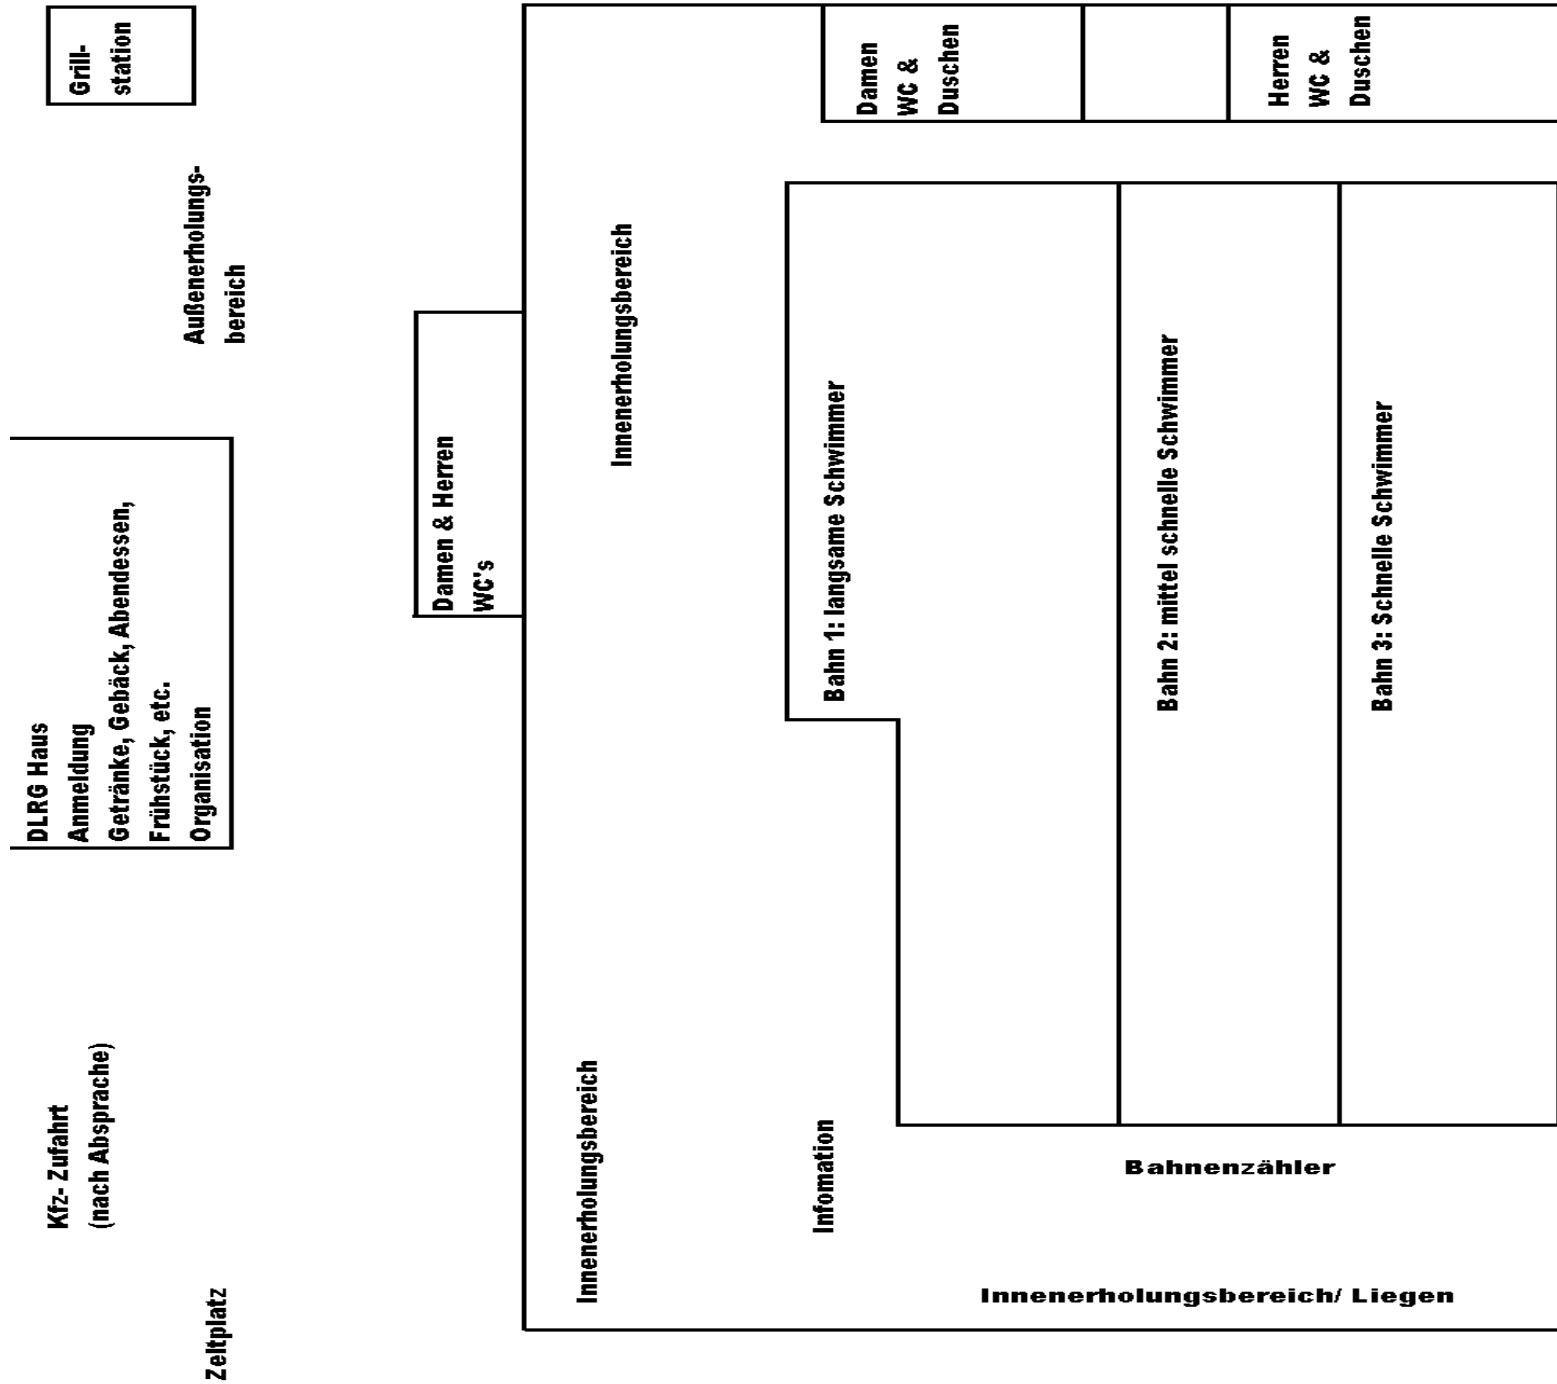 Grill-
station
Außenerholungs-
bereich
DLRG Haus
Anmeldung
Getränke, Gebäck, Abendessen,
Frühstück, etc.
Organisation
Kfz- Zufahrt
(nach Absprache)
Zeltplatz
Damen & Herren
WC's
Innenerholungsbereich
Innenerholungsbereich
Damen
WC &
Duschen
Herren
WC &
Duschen
Bahn 1: langsame Schwimmer
Bahn 2: mittel schnelle Schwimmer
Bahn 3: Schnelle Schwimmer
Infomation
Bahnenzähler
Innenerholungsbereich/ Liegen